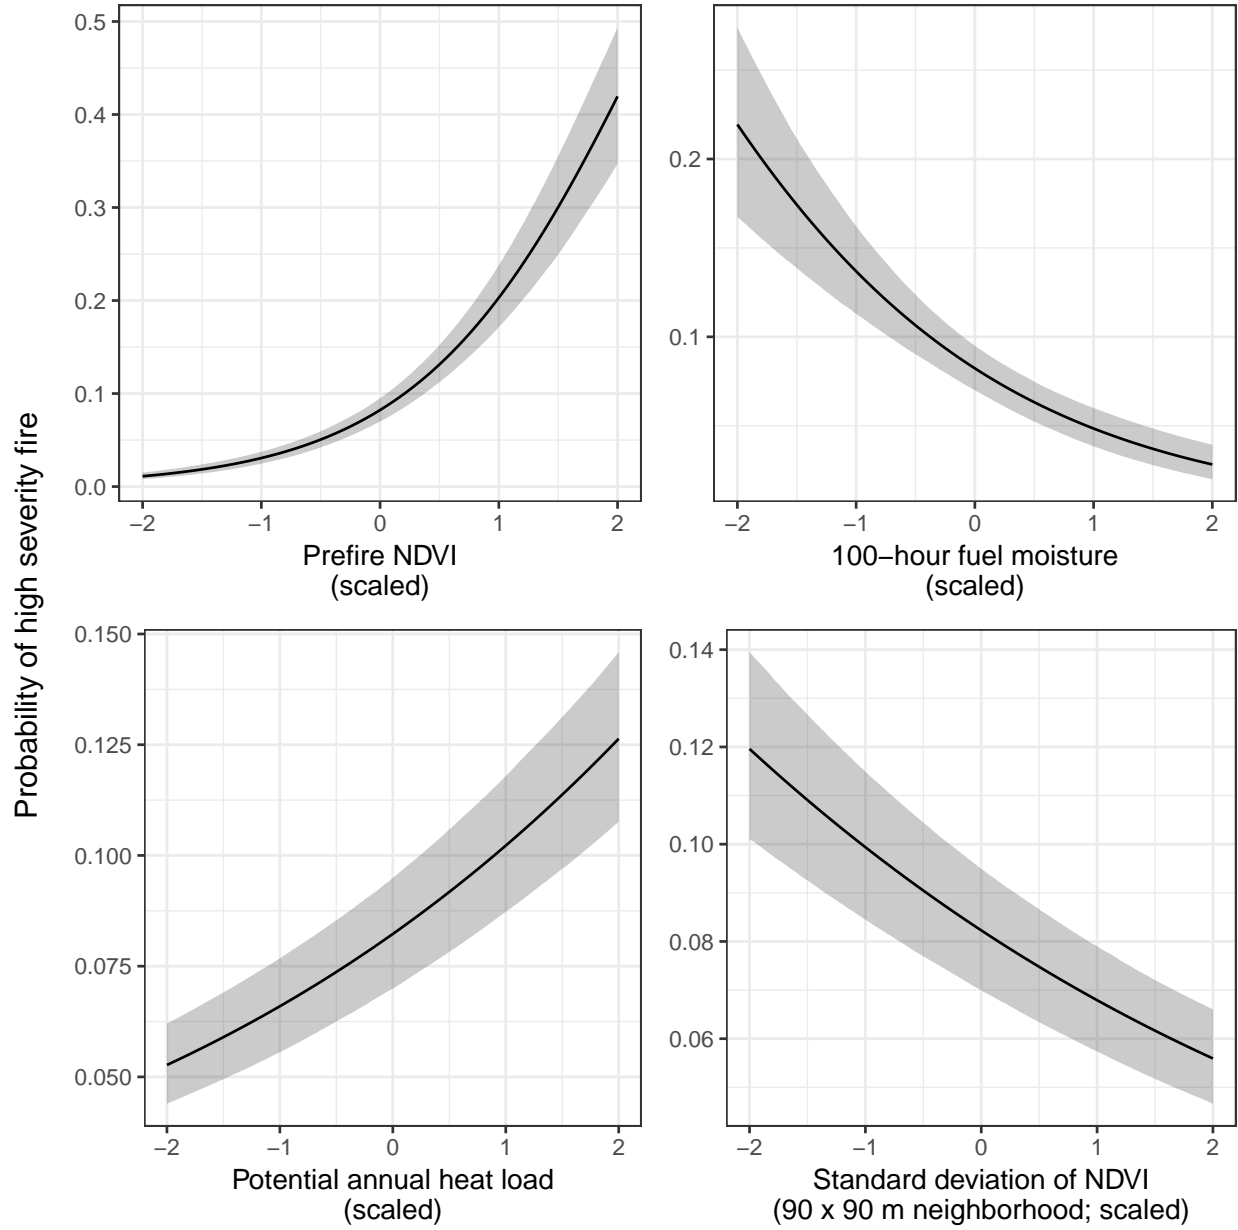 Probability of high severity fire
0.5
0.4
0.3
0.2
0.1
0.0
−2 −1 0 1 2
Prefire NDVI
(scaled)
0.2
0.1
−2 −1 0 1 2
100−hour fuel moisture
(scaled)
0.150
0.125
0.100
0.075
0.050
−2 −1 0 1 2
Potential annual heat load
(scaled)
0.14
0.12
0.10
0.08
0.06
−2 −1 0 1 2
Standard deviation of NDVI
(90 x 90 m neighborhood; scaled)